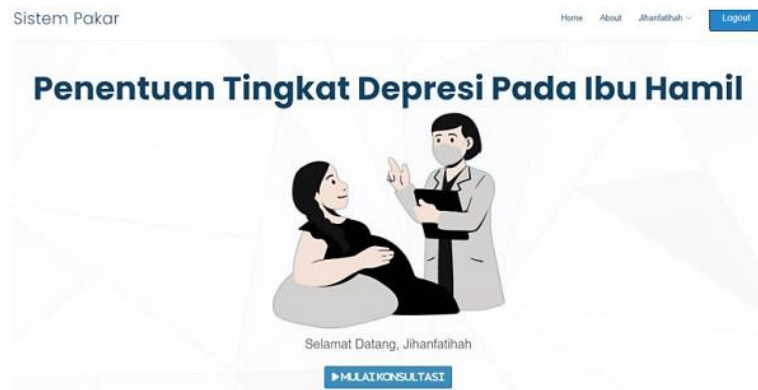 Sistem Pakar
Home About Jihanfatihah Logout
Penentuan Tingkat Depresi Pada Ibu Hamil
Selamat Datang, Jihanfatihah
MULAI KONSULTASI